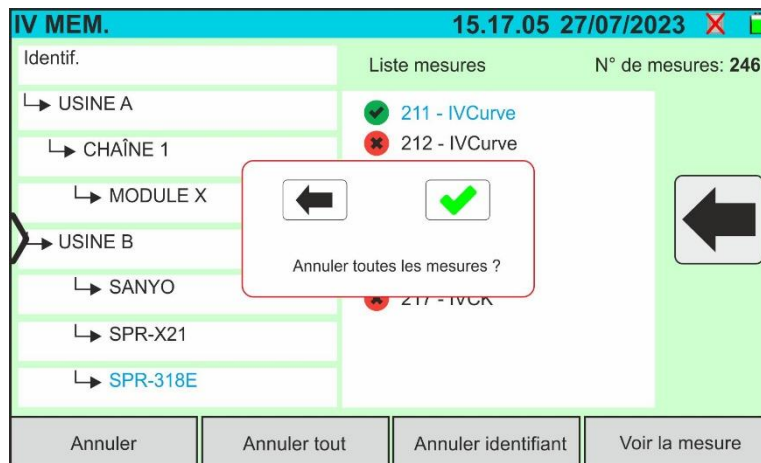 IV MEM. 15.17.05 27/07/2023
Identif.
Liste mesures N° de mesures: 246
USINE A
211 - IVCurve
CHAÎNE 1
212 - IVCurve
MODULE X
USINE B
Annuler toutes les mesures ?
SANYO
217 - IVCK
SPR-X21
SPR-318E
Annuler Annuler tout Annuler identifiant Voir la mesure